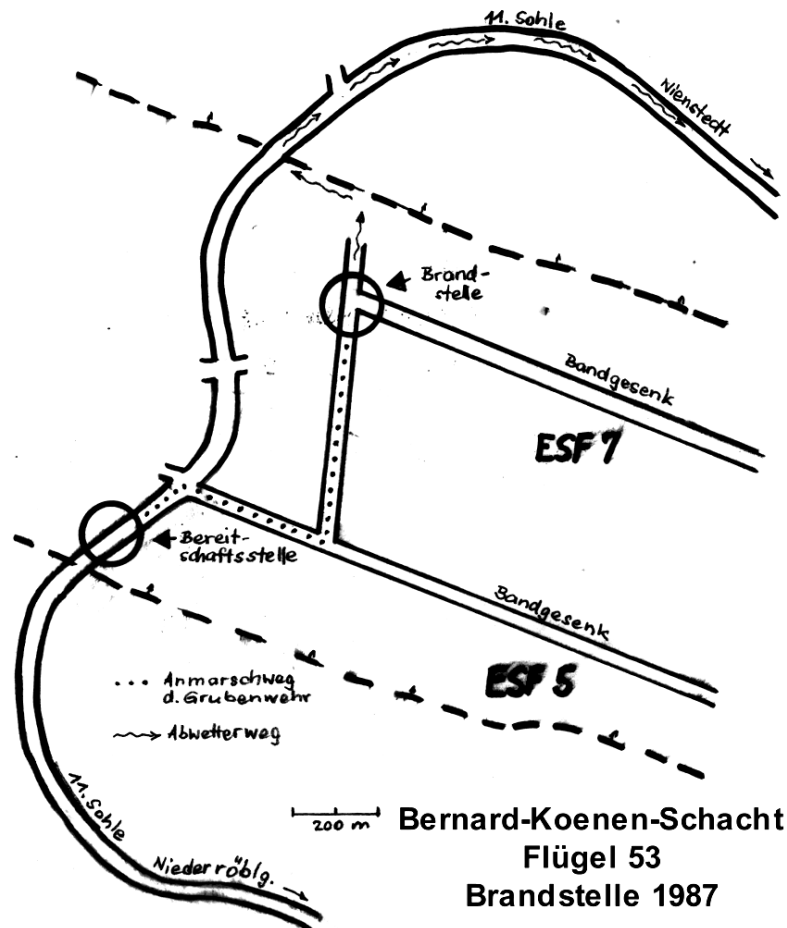 11. Sohle
Nienstedt
Brand-
stelle
Bandgesenk
ESF 7
Bereit-
schaftsstelle
Bandgesenk
ESF 5
Anmarschweg
d. Grubenwehr
Abwetterweg
11. Sohle
Niederröblg.
200 m
Bernard-Koenen-Schacht
Flügel 53
Brandstelle 1987